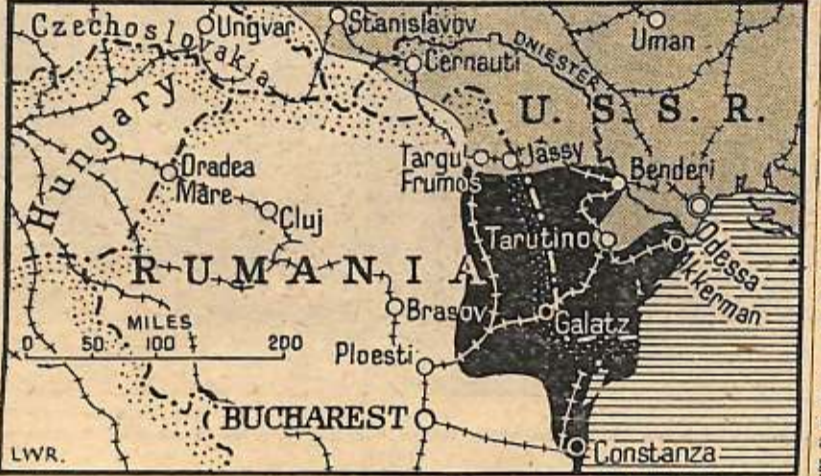 Czechoslovakia
Ungvar
Stanislavov
Uman
Cernauti
DNIESTER
U. S. S. R.
Hungary
Targu
Frumos
Jassy
Benderi
Oradea
Mare
Cluj
Tarutino
Odessa
Akkerman
RUMANIA
MILES
0 50 100 200
Brasov
Galatz
Ploesti
BUCHAREST
Constanza
LWR.